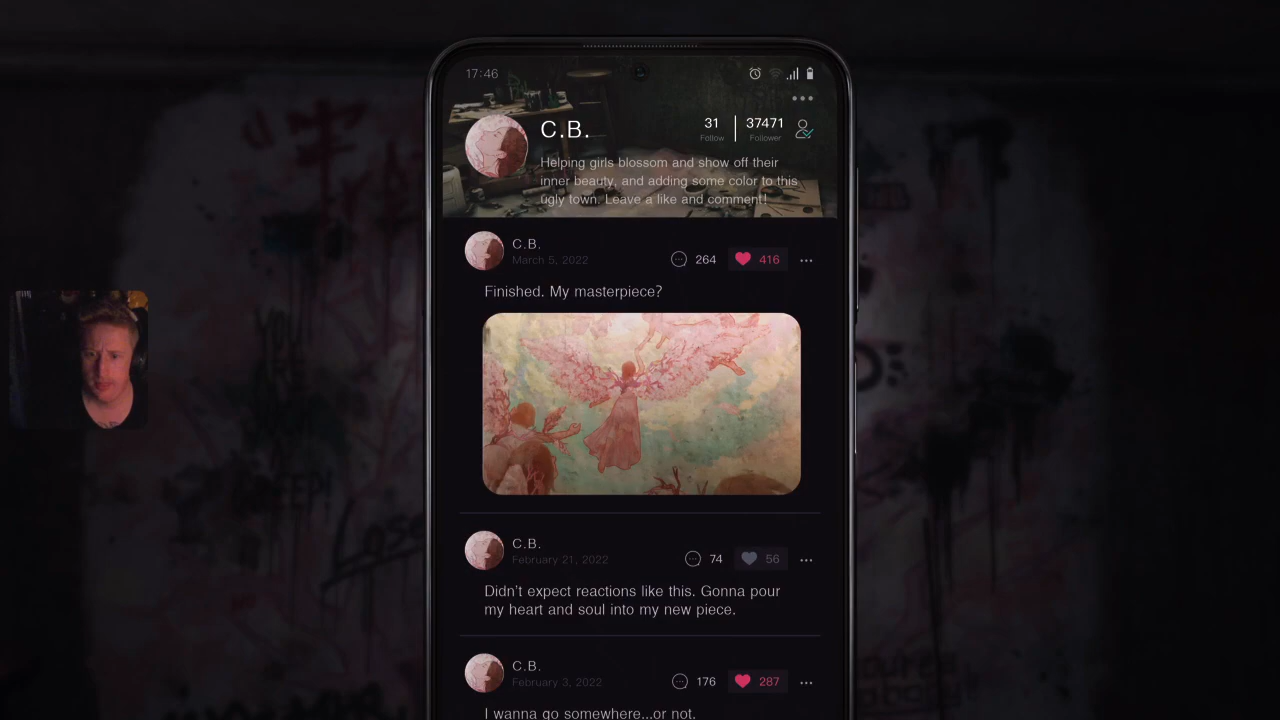 17:46
C.B.
31
37471
Follow
Follower
Helping girls blossom and show off their
inner beauty, and adding some color to this
ugly town. Leave a like and comment!
C.B.
March 5, 2022
264
416
Finished. My masterpiece?
C.B.
February 21, 2022
74
56
Didn't expect reactions like this. Gonna pour
my heart and soul into my new piece.
C.B.
February 3, 2022
176
287
I wanna go somewhere...or not.